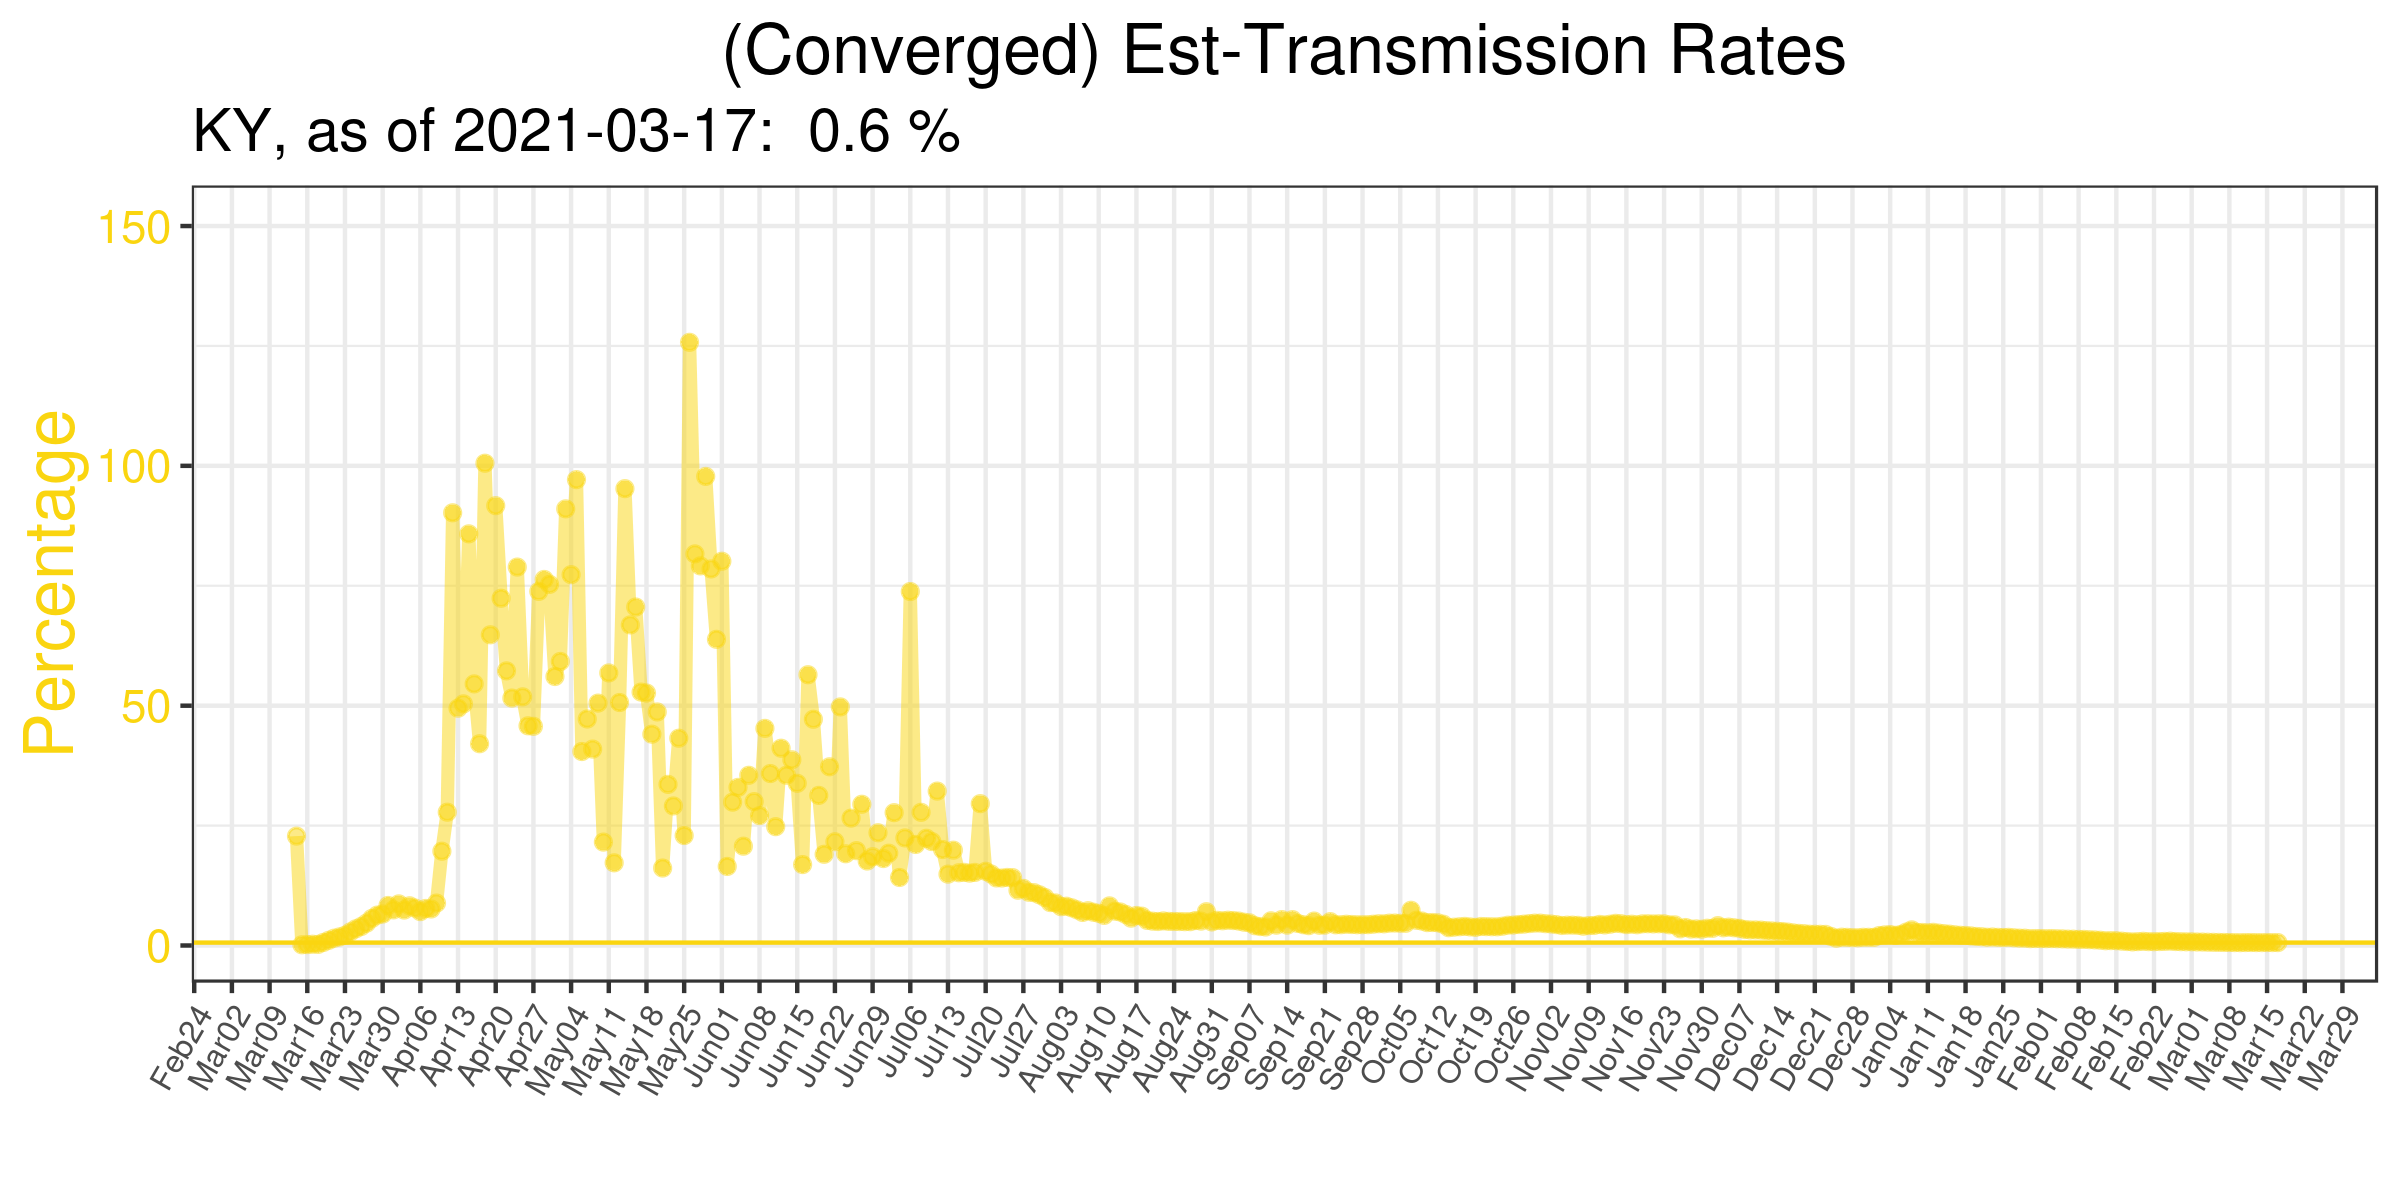 (Converged) Est-Transmission Rates
KY, as of 2021-03-17:  0.6 %
Percentage
150
100
50
0
Feb24
Mar02
Mar09
Mar16
Mar23
Mar30
Apr06
Apr13
Apr20
Apr27
May04
May11
May18
May25
Jun01
Jun08
Jun15
Jun22
Jun29
Jul06
Jul13
Jul20
Jul27
Aug03
Aug10
Aug17
Aug24
Aug31
Sep07
Sep14
Sep21
Sep28
Oct05
Oct12
Oct19
Oct26
Nov02
Nov09
Nov16
Nov23
Nov30
Dec07
Dec14
Dec21
Dec28
Jan04
Jan11
Jan18
Jan25
Feb01
Feb08
Feb15
Feb22
Mar01
Mar08
Mar15
Mar22
Mar29